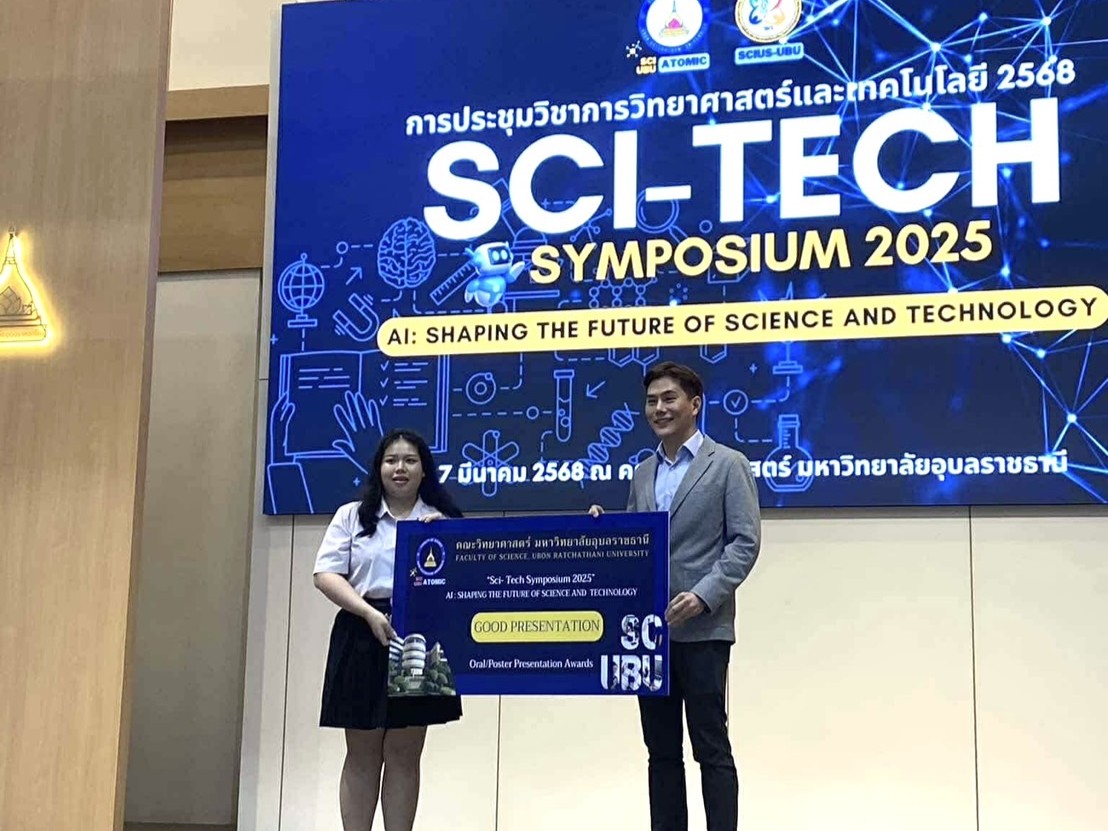 SCI
UBU ATOMIC
SCIUS-UBU
การประชุมวิชาการวิทยาศาสตร์และเทคโนโลยี 2568
SCI-TECH
SYMPOSIUM 2025
AI: SHAPING THE FUTURE OF SCIENCE AND TECHNOLOGY
7 มีนาคม 2568 ณ มหาวิทยาลัยอุบลราชธานี
คณะวิทยาศาสตร์ มหาวิทยาลัยอุบลราชธานี
FACULTY OF SCIENCE, UBON RATCHATHANI UNIVERSITY
SCI
UBU ATOMIC
"Sci- Tech Symposium 2025"
AI : SHAPING THE FUTURE OF SCIENCE AND TECHNOLOGY
GOOD PRESENTATION
Oral/Poster Presentation Awards
SC
UBU